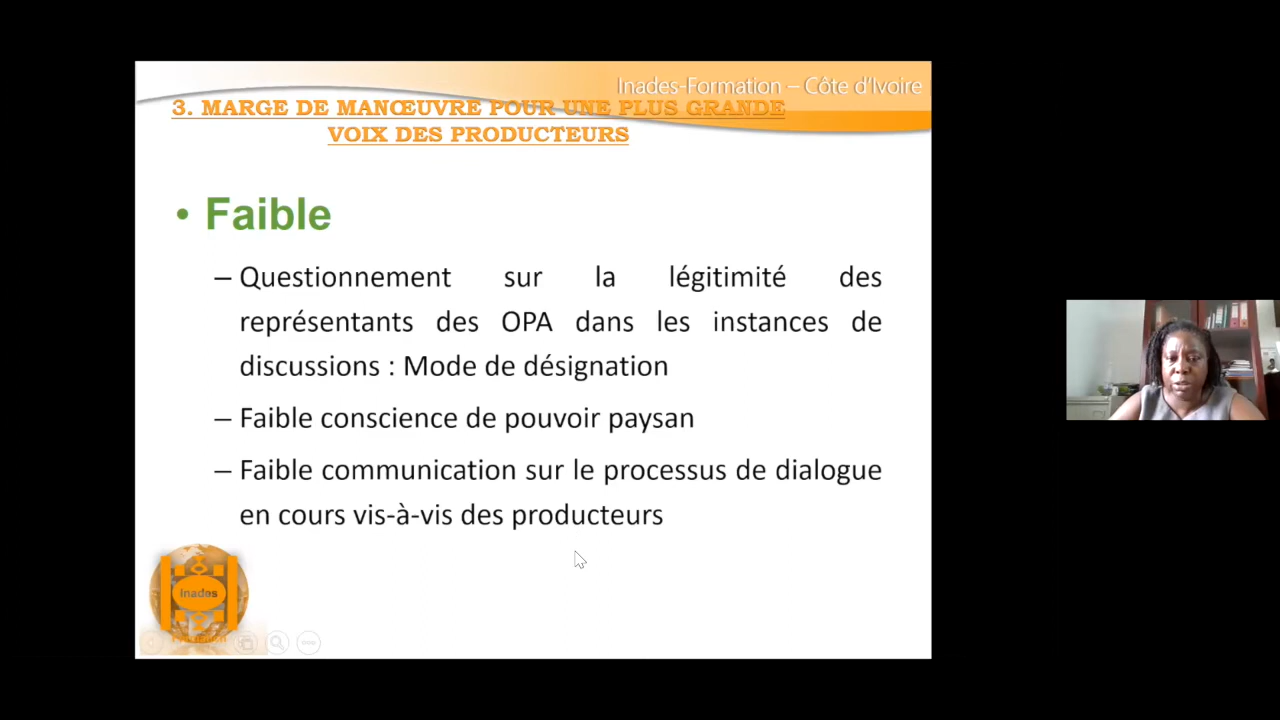 Inades-Formation – Côte d'Ivoire
3. MARGE DE MANŒUVRE POUR UNE PLUS GRANDE
VOIX DES PRODUCTEURS
• Faible
– Questionnement sur la légitimité des
représentants des OPA dans les instances de
discussions : Mode de désignation
– Faible conscience de pouvoir paysan
– Faible communication sur le processus de dialogue
en cours vis-à-vis des producteurs
Inades